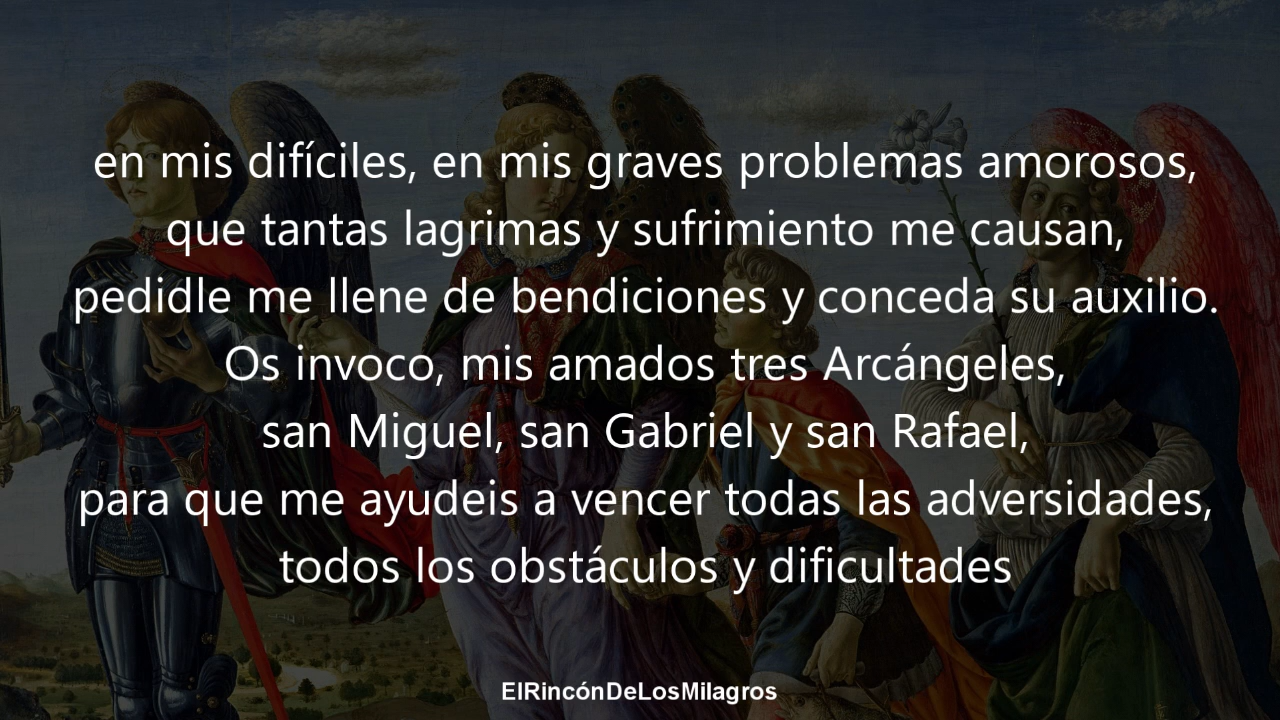 en mis difíciles, en mis graves problemas amorosos,
que tantas lagrimas y sufrimiento me causan,
pedidle me llene de bendiciones y conceda su auxilio.
Os invoco, mis amados tres Arcángeles,
san Miguel, san Gabriel y san Rafael,
para que me ayudeis a vencer todas las adversidades,
todos los obstáculos y dificultades
ElRincónDeLosMilagros